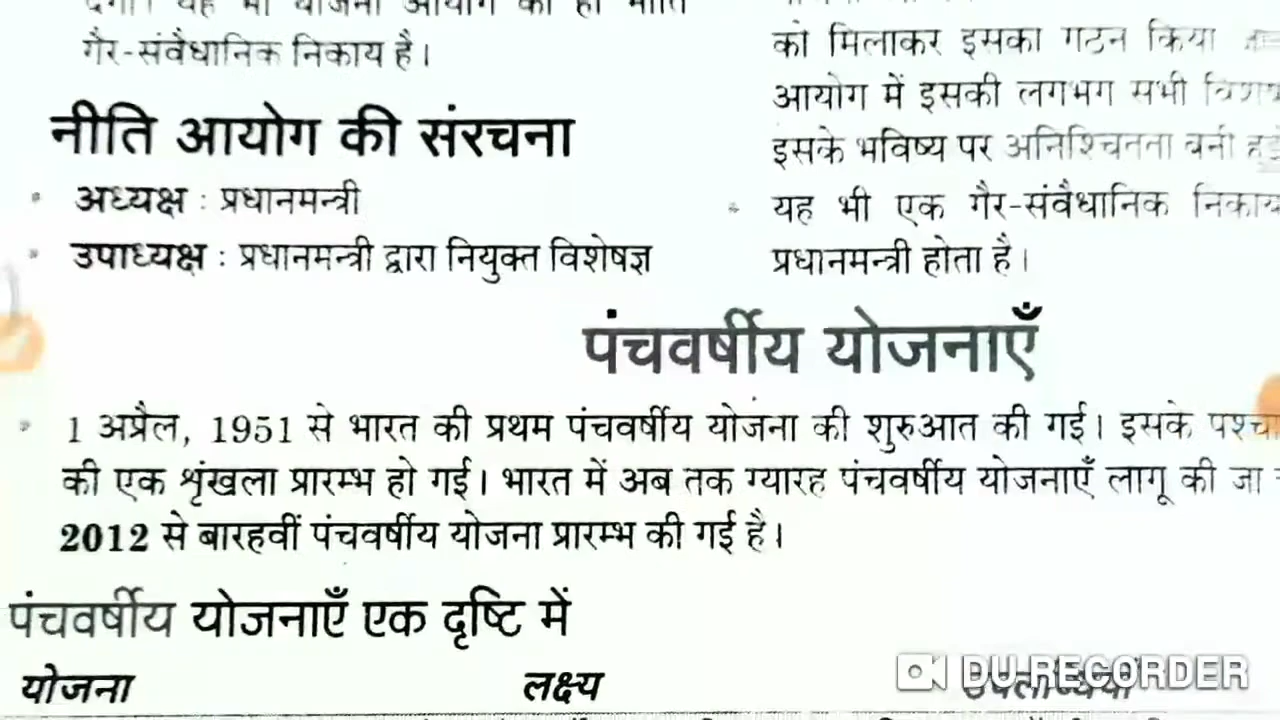 गैर-संवैधानिक निकाय है।
नीति आयोग की संरचना
• अध्यक्ष : प्रधानमन्त्री
• उपाध्यक्ष : प्रधानमन्त्री द्वारा नियुक्त विशेषज्ञ
को मिलाकर इसका गठन किया
आयोग में इसकी लगभग सभी
इसके भविष्य पर अनिश्चितता बनी
• यह भी एक गैर-संवैधानिक निकाय
प्रधानमन्त्री होता है।
पंचवर्षीय योजनाएँ
• 1 अप्रैल, 1951 से भारत की प्रथम पंचवर्षीय योजना की शुरुआत की गई। इसके
की एक शृंखला प्रारम्भ हो गई। भारत में अब तक ग्यारह पंचवर्षीय योजनाएँ लागू की जा
2012 से बारहवीं पंचवर्षीय योजना प्रारम्भ की गई है।
पंचवर्षीय योजनाएँ एक दृष्टि में
योजना लक्ष्य
DU RECORDER